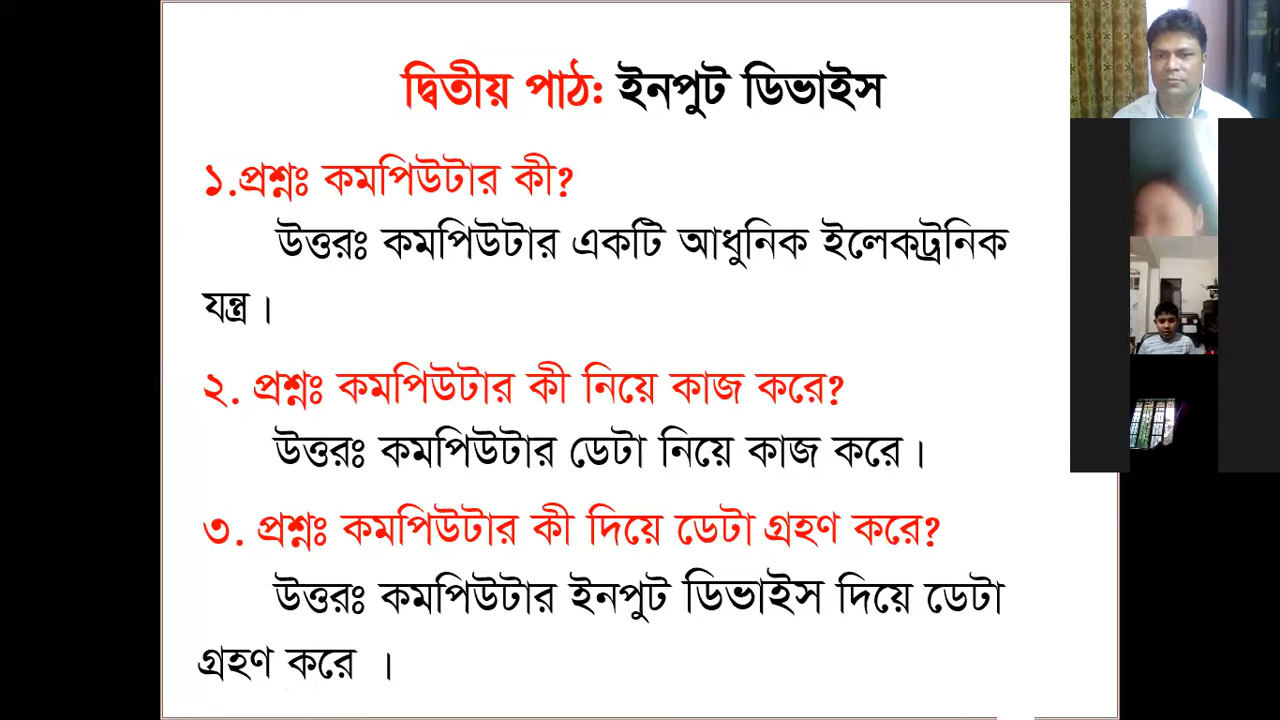 দ্বিতীয় পাঠ: ইনপুট ডিভাইস
১.প্রশ্নঃ কমপিউটার কী?
উত্তরঃ কমপিউটার একটি আধুনিক ইলেকট্রনিক
যন্ত্র।
২. প্রশ্নঃ কমপিউটার কী নিয়ে কাজ করে?
উত্তরঃ কমপিউটার ডেটা নিয়ে কাজ করে।
৩. প্রশ্নঃ কমপিউটার কী দিয়ে ডেটা গ্রহণ করে?
উত্তরঃ কমপিউটার ইনপুট ডিভাইস দিয়ে ডেটা
গ্রহণ করে ।